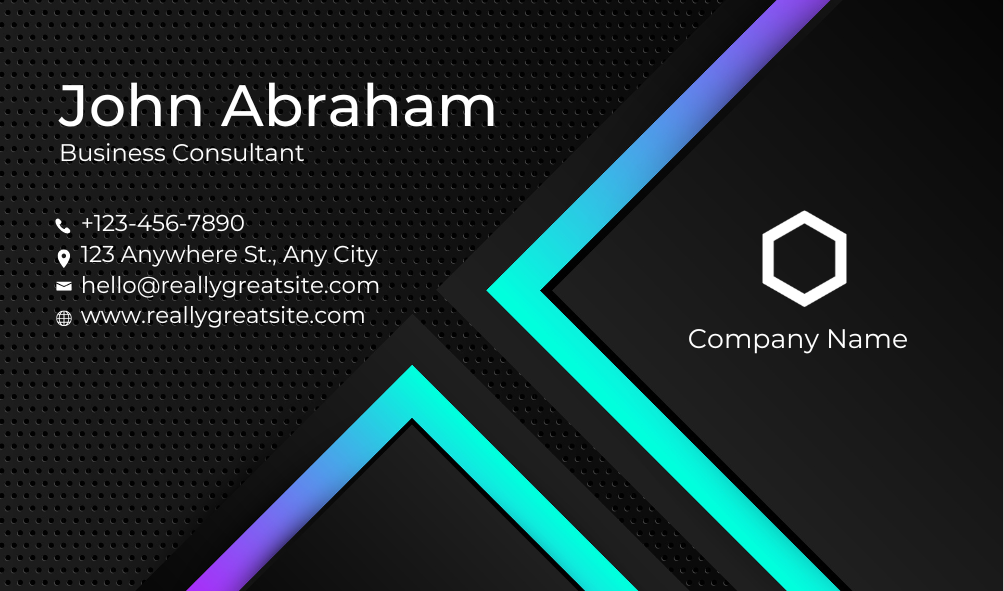 John Abraham
Business Consultant
+123-456-7890
123 Anywhere St., Any City
hello@reallygreatsite.com
www.reallygreatsite.com
Company Name